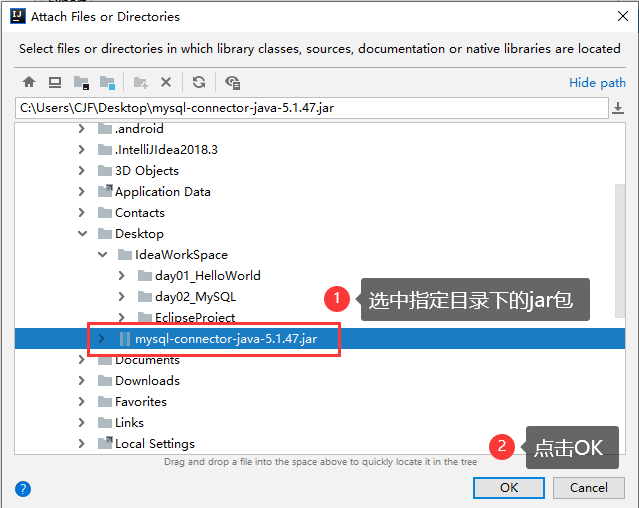 Attach Files or Directories
Select files or directories in which library classes, sources, documentation or native libraries are located
Hide path
C:\Users\CJF\Desktop\mysql-connector-java-5.1.47.jar
.android
.IntelliJIdea2018.3
3D Objects
Application Data
Contacts
Desktop
IdeaWorkSpace
day01_HelloWorld
day02_MySQL
1 选中指定目录下的jar包
EclipseProject
mysql-connector-java-5.1.47.jar
Documents
Downloads
Favorites
Links
Local Settings
2 点击OK
Drag and drop a file into the space above to quickly locate it in the tree
?
OK
Cancel